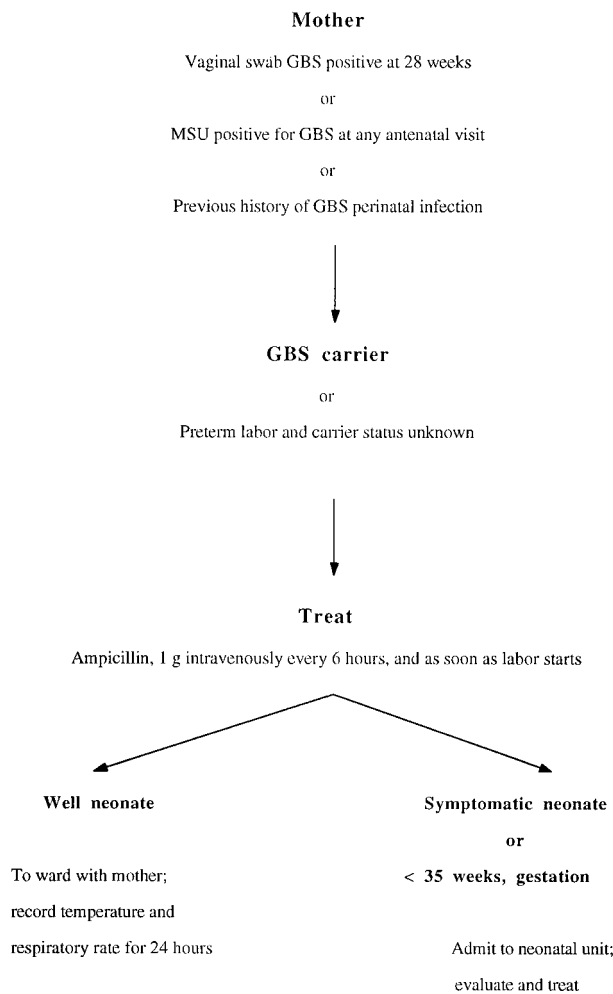 Mother
Vaginal swab GBS positive at 28 weeks
or
MSU positive for GBS at any antenatal visit
or
Previous history of GBS perinatal infection
GBS carrier
or
Preterm labor and carrier status unknown
Treat
Ampicillin, 1 g intravenously every 6 hours, and as soon as labor starts
Well neonate
To ward with mother;
record temperature and
respiratory rate for 24 hours
Symptomatic neonate
or
< 35 weeks, gestation
Admit to neonatal unit;
evaluate and treat